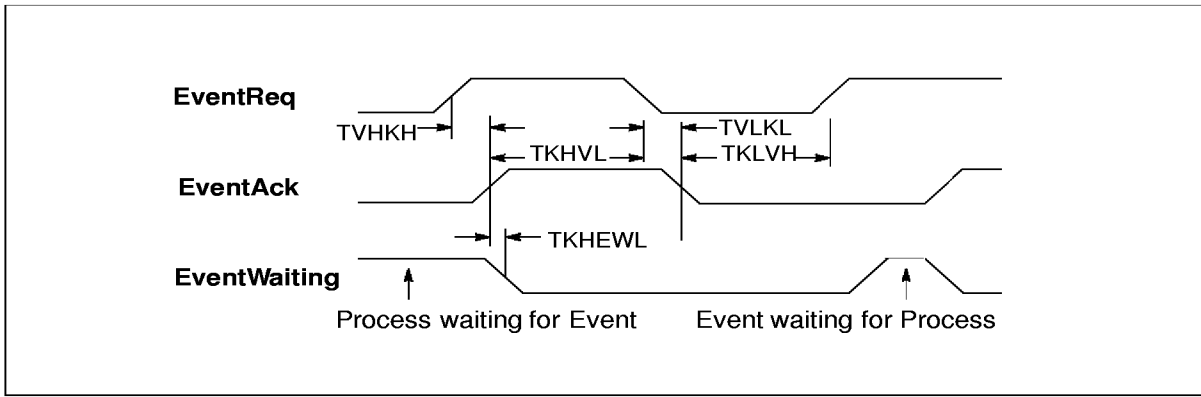 EventReq
TVHKH
TVLKL
TKHVL
TKLVH
EventAck
TKHEWL
EventWaiting
Process waiting for Event
Event waiting for Process